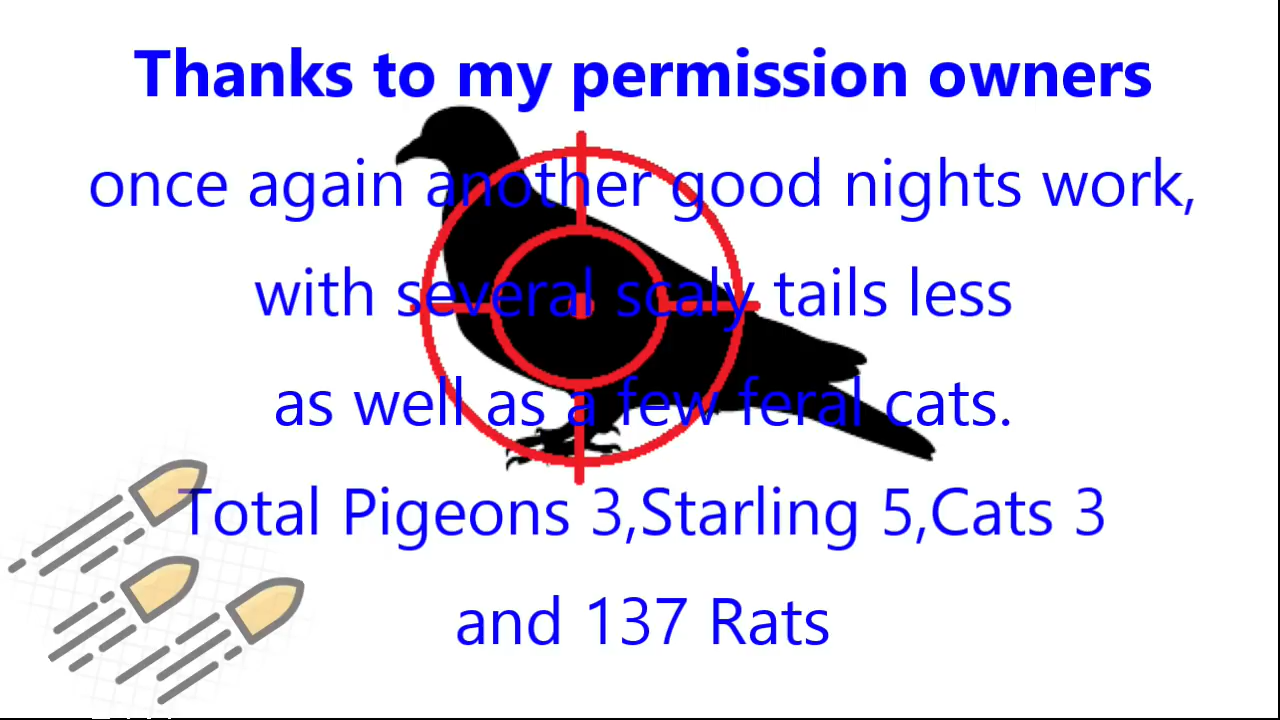 Thanks to my permission owners
once again another good nights work,
with several scaly tails less
as well as a few feral cats.
Total Pigeons 3,Starling 5,Cats 3
and 137 Rats